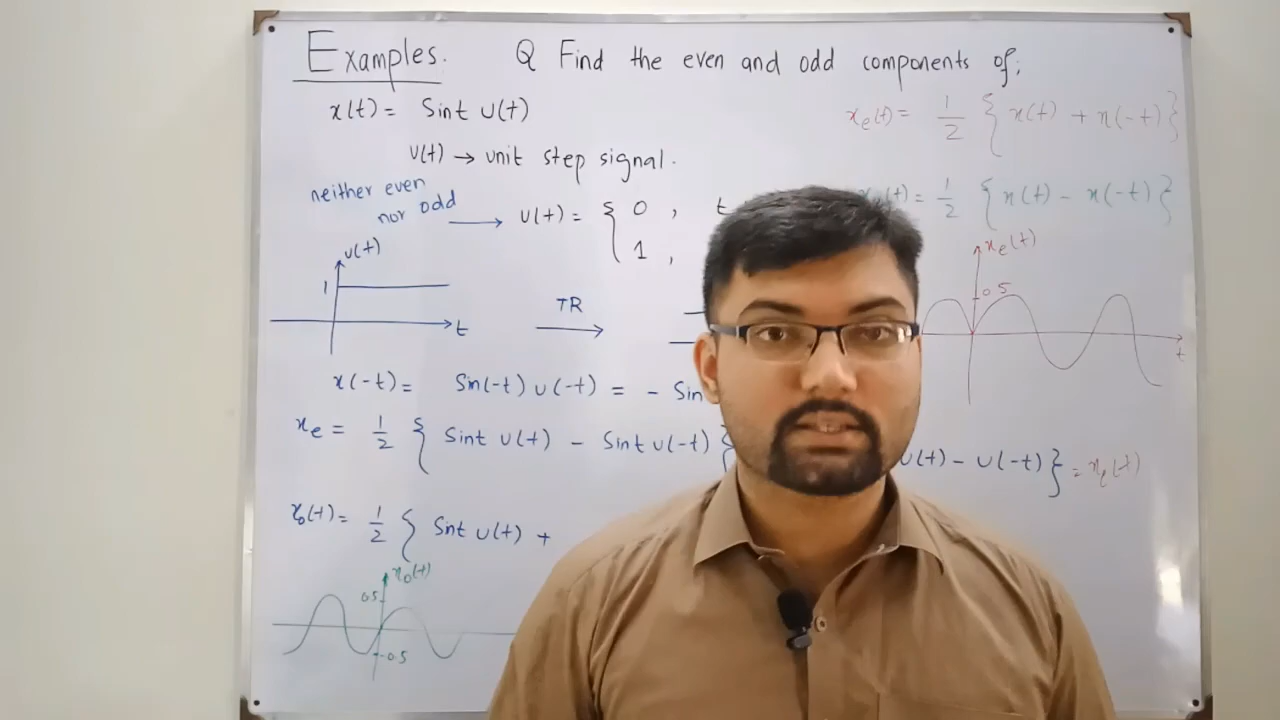 Examples. Q Find the even and odd components of;
x(t) = Sint u(t)
xe(t) = 1/2 { x(t) + x(-t) }
u(t) → unit step signal.
neither even
nor odd → u(t) = { 0 , t
1 ,
(t) = 1/2 { x(t) - x(-t) }
u(t)
1
t
TR
xe(t)
0.5
t
x(-t) = Sin(-t) u(-t) = - Sin
xe = 1/2 { Sint u(t) - Sint u(-t) }
u(t) - u(-t) } = xe(t)
xo(t) = 1/2 { Sint u(t) +
xo(t)
0.5
-0.5